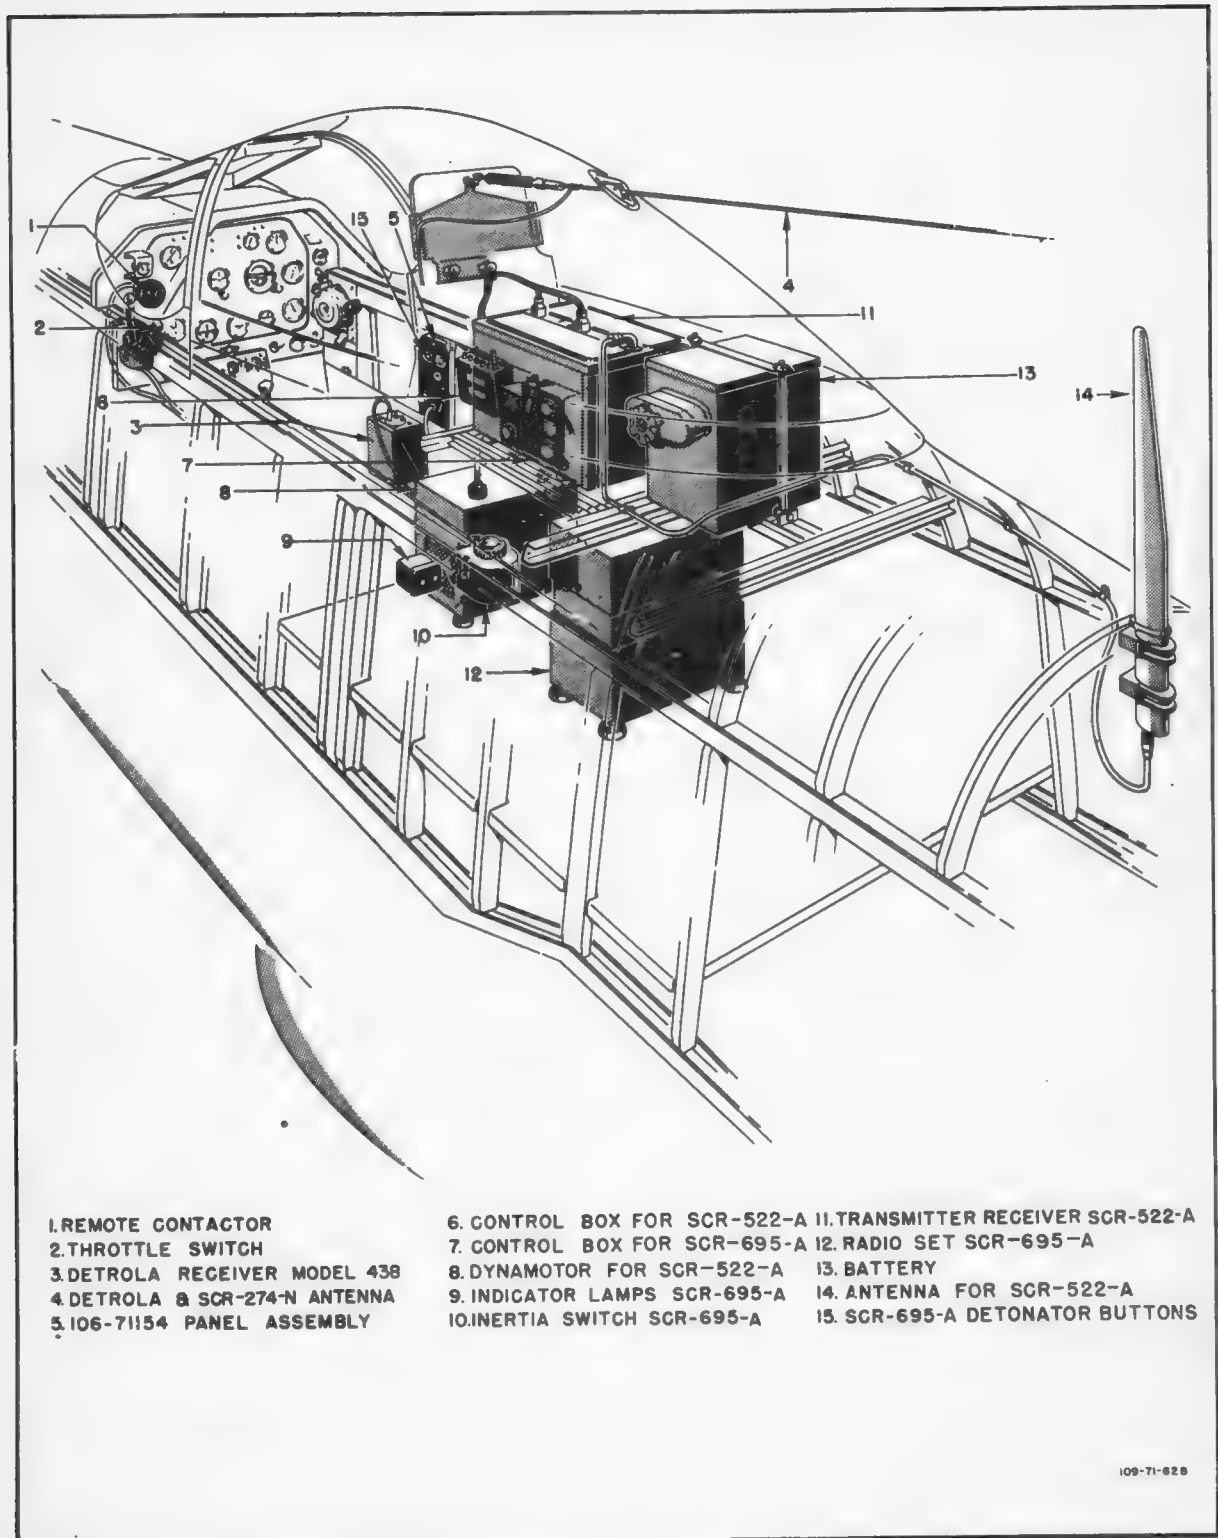 15 5
1
4
2
11
13
14
6
3
7
8
9
10
12
1. REMOTE CONTACTOR
2. THROTTLE SWITCH
3. DETROLA RECEIVER MODEL 438
4. DETROLA & SCR-274-N ANTENNA
5. 106-71154 PANEL ASSEMBLY
6. CONTROL BOX FOR SCR-522-A
7. CONTROL BOX FOR SCR-695-A
8. DYNAMOTOR FOR SCR-522-A
9. INDICATOR LAMPS SCR-695-A
10. INERTIA SWITCH SCR-695-A
11. TRANSMITTER RECEIVER SCR-522-A
12. RADIO SET SCR-695-A
13. BATTERY
14. ANTENNA FOR SCR-522-A
15. SCR-695-A DETONATOR BUTTONS
109-71-62B